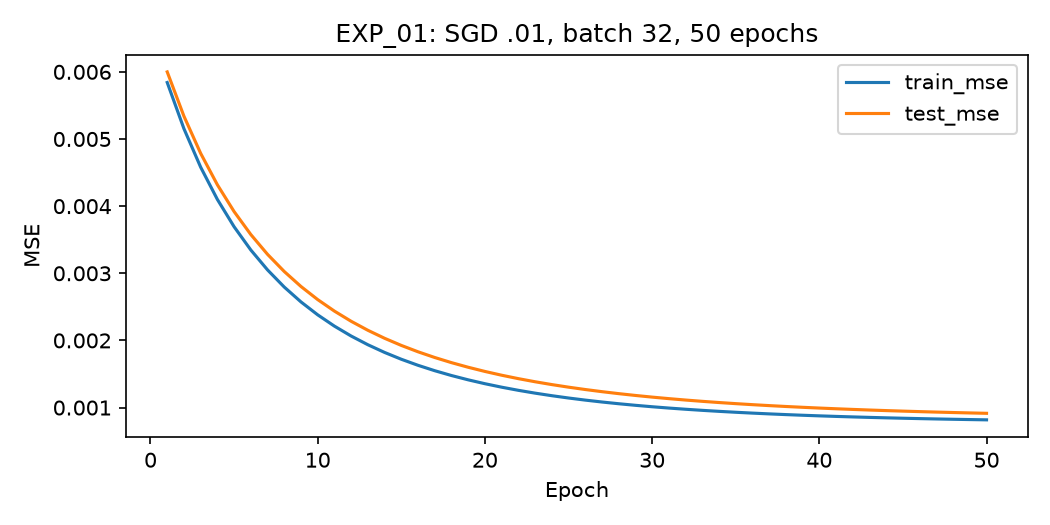 EXP_01: SGD .01, batch 32, 50 epochs
train_mse
test_mse
0.006
0.005
0.004
0.003
0.002
0.001
MSE
0 10 20 30 40 50
Epoch